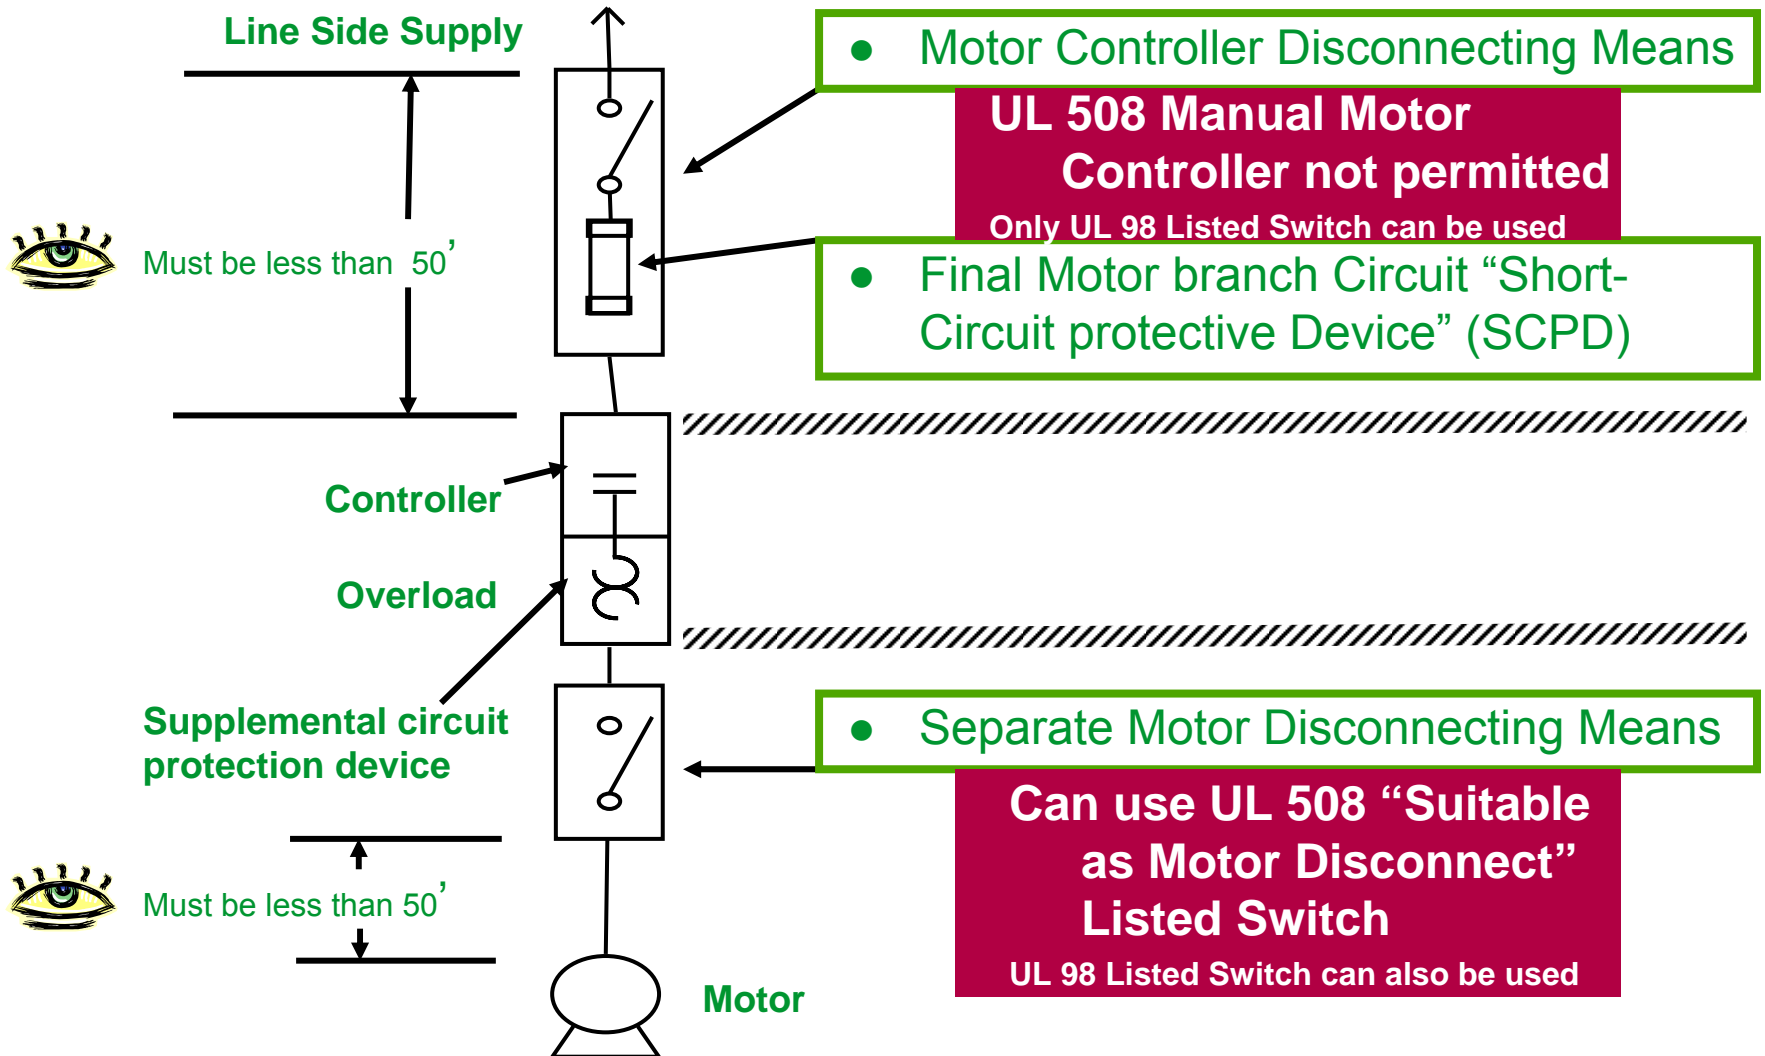 Line Side Supply
● Motor Controller Disconnecting Means
UL 508 Manual Motor
Controller not permitted
Only UL 98 Listed Switch can be used
Must be less than 50’
● Final Motor branch Circuit “Short-
Circuit protective Device” (SCPD)
Controller
Overload
Supplemental circuit
protection device
● Separate Motor Disconnecting Means
Can use UL 508 “Suitable
as Motor Disconnect”
Listed Switch
UL 98 Listed Switch can also be used
Must be less than 50’
Motor